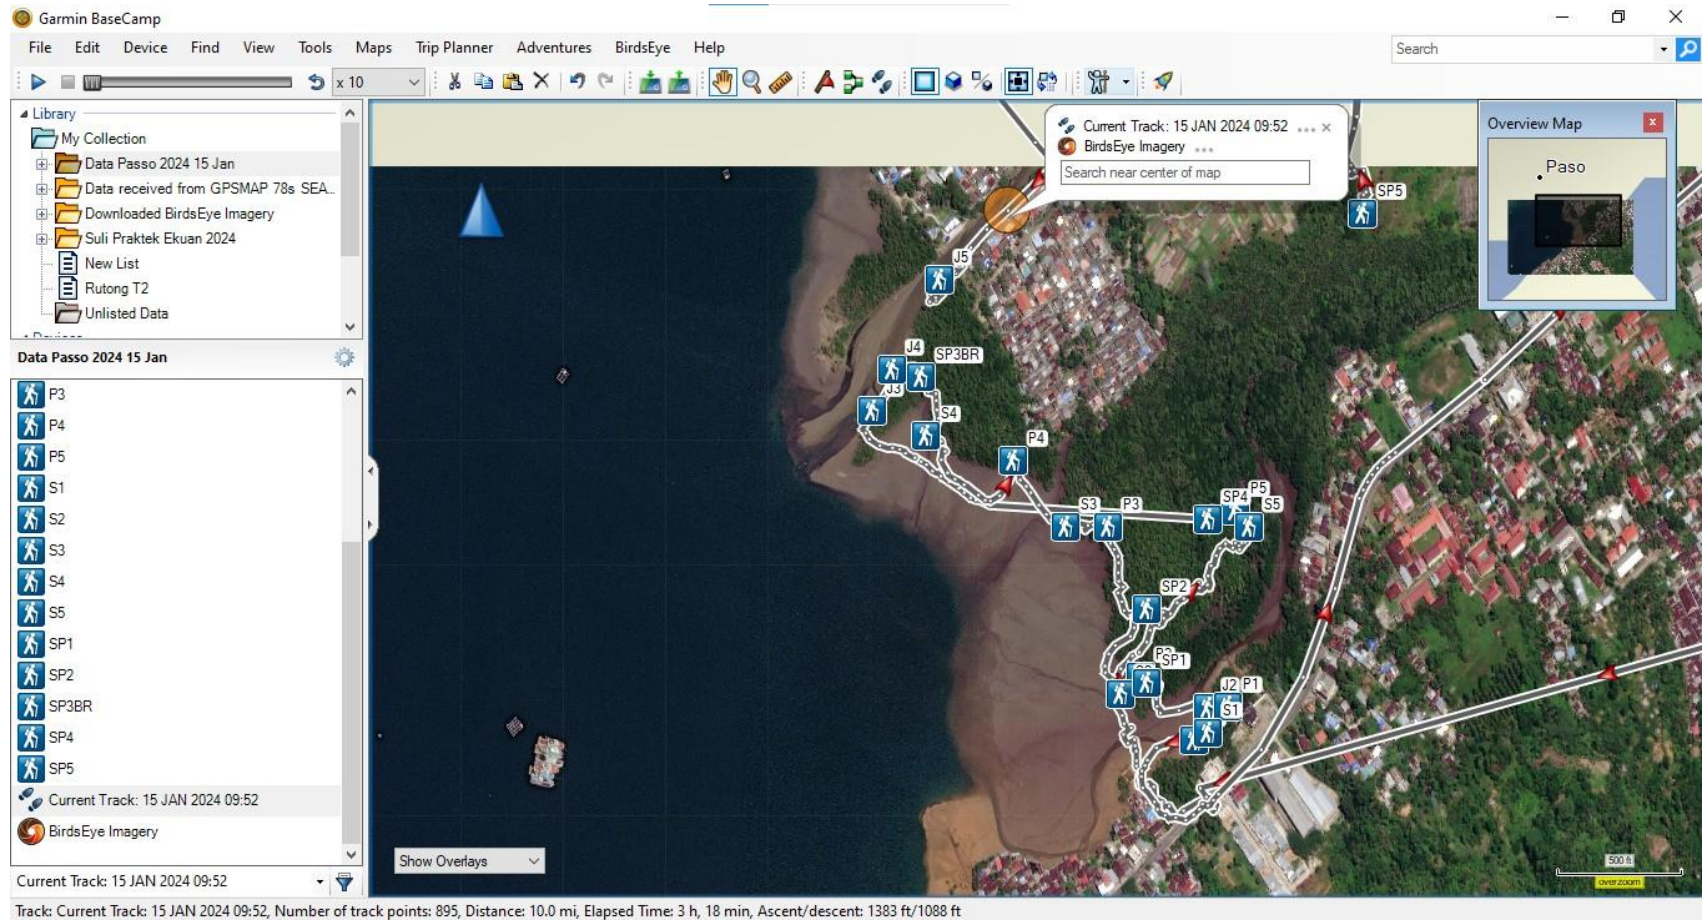 Garmin BaseCamp
File Edit Device Find View Tools Maps Trip Planner Adventures BirdsEye Help
Search
x 10
Library
My Collection
Data Passo 2024 15 Jan
Data received from GPSMAP 78s SEA...
Downloaded BirdsEye Imagery
Suli Praktek Ekuan 2024
New List
Rutong T2
Unlisted Data
Data Passo 2024 15 Jan
P3
P4
P5
S1
S2
S3
S4
S5
SP1
SP2
SP3BR
SP4
SP5
Current Track: 15 JAN 2024 09:52
BirdsEye Imagery
Current Track: 15 JAN 2024 09:52
Current Track: 15 JAN 2024 09:52 ...
BirdsEye Imagery ...
Search near center of map
Overview Map
Paso
SP5
J5
J4
SP3BR
J3
S4
P4
S3
P3
SP4
P5
S5
SP2
SP1
J2
P1
S1
Show Overlays
500 ft
overzoom
Track: Current Track: 15 JAN 2024 09:52, Number of track points: 895, Distance: 10.0 mi, Elapsed Time: 3 h, 18 min, Ascent/descent: 1383 ft/1088 ft